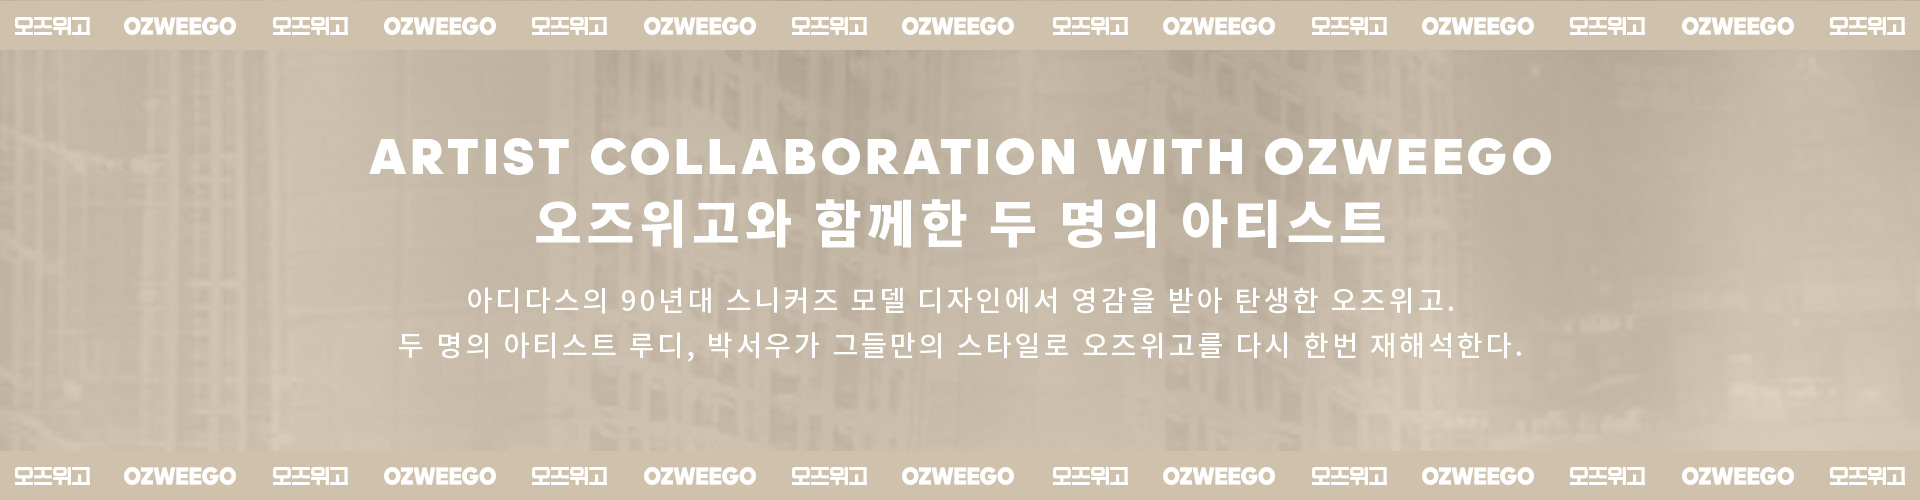 오즈위고 OZWEEGO 오즈위고 OZWEEGO 오즈위고 OZWEEGO 오즈위고 OZWEEGO 오즈위고 OZWEEGO 오즈위고 OZWEEGO 오즈위고 OZWEEGO 오즈위고
ARTIST COLLABORATION WITH OZWEEGO
오즈위고와 함께한 두 명의 아티스트
아디다스의 90년대 스니커즈 모델 디자인에서 영감을 받아 탄생한 오즈위고.
두 명의 아티스트 루디, 박서우가 그들만의 스타일로 오즈위고를 다시 한번 재해석한다.
오즈위고 OZWEEGO 오즈위고 OZWEEGO 오즈위고 OZWEEGO 오즈위고 OZWEEGO 오즈위고 OZWEEGO 오즈위고 OZWEEGO 오즈위고 OZWEEGO 오즈위고